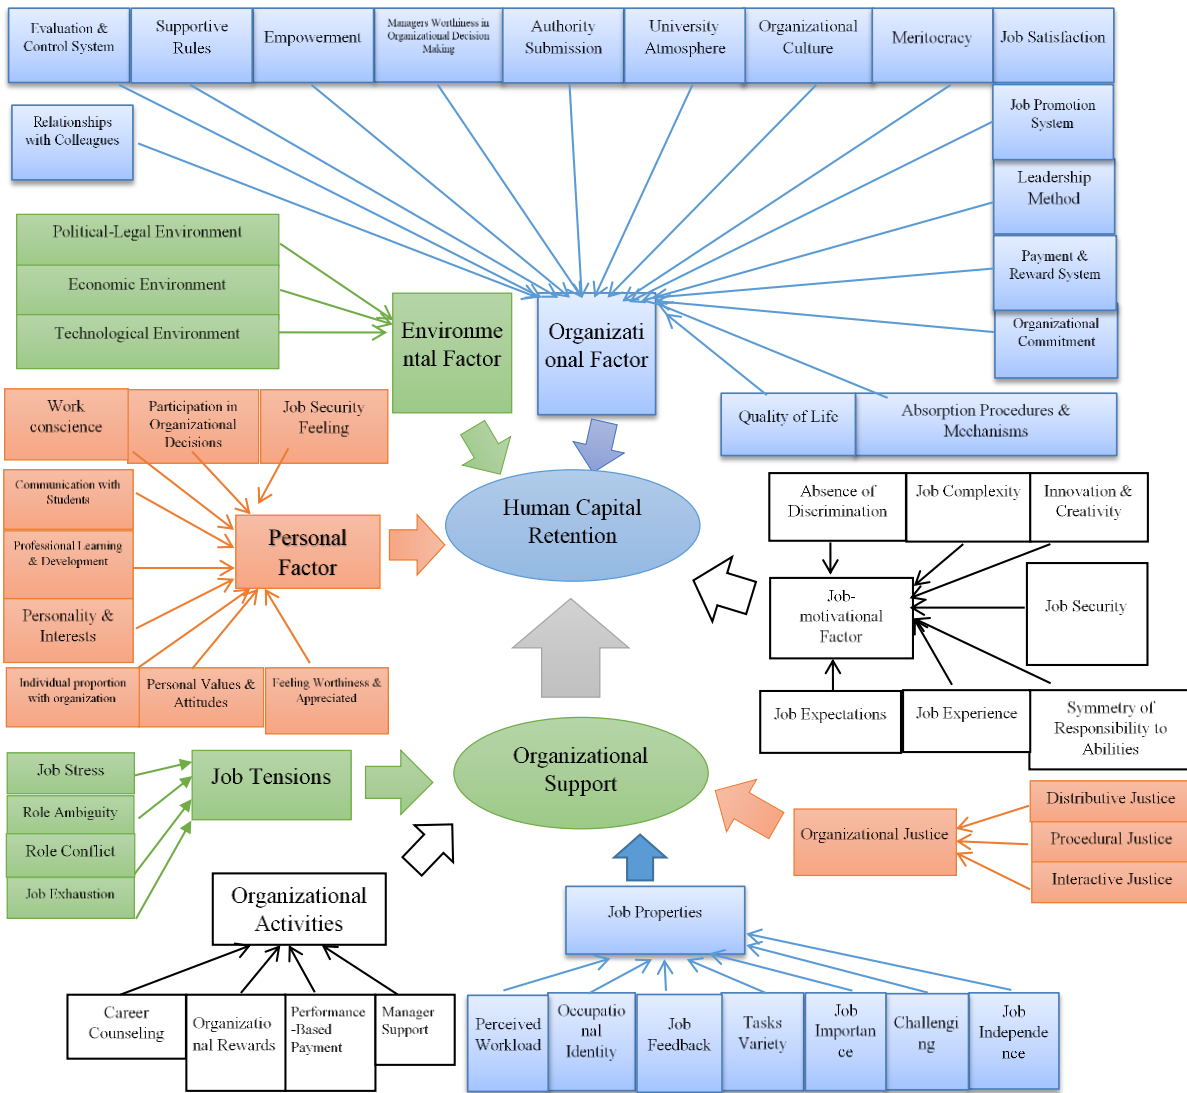 Evaluation &
Control System
Supportive
Rules
Empowerment
Managers Worthiness in
Organizational Decision
Making
Authority
Submission
University
Atmosphere
Organizational
Culture
Meritocracy
Job Satisfaction
Relationships
with Colleagues
Job Promotion
System
Leadership
Method
Payment &
Reward System
Organizational
Commitment
Political-Legal Environment
Economic Environment
Technological Environment
Environme
ntal Factor
Organizati
onal Factor
Quality of Life
Absorption Procedures &
Mechanisms
Work
conscience
Participation in
Organizational
Decisions
Job Security
Feeling
Communication with
Students
Professional Learning
& Development
Personality &
Interests
Individual proportion
with organization
Personal Values &
Attitudes
Feeling Worthiness &
Appreciated
Personal
Factor
Human Capital
Retention
Absence of
Discrimination
Job Complexity
Innovation &
Creativity
Job-
motivational
Factor
Job Security
Job Expectations
Job Experience
Symmetry of
Responsibility to
Abilities
Job Stress
Role Ambiguity
Role Conflict
Job Exhaustion
Job Tensions
Organizational
Support
Organizational Justice
Distributive Justice
Procedural Justice
Interactive Justice
Organizational
Activities
Career
Counseling
Organizatio
nal Rewards
Performance
-Based
Payment
Manager
Support
Job Properties
Perceived
Workload
Occupation
al
Identity
Job
Feedback
Tasks
Variety
Job
Importan
ce
Challengi
ng
Job
Independe
nce